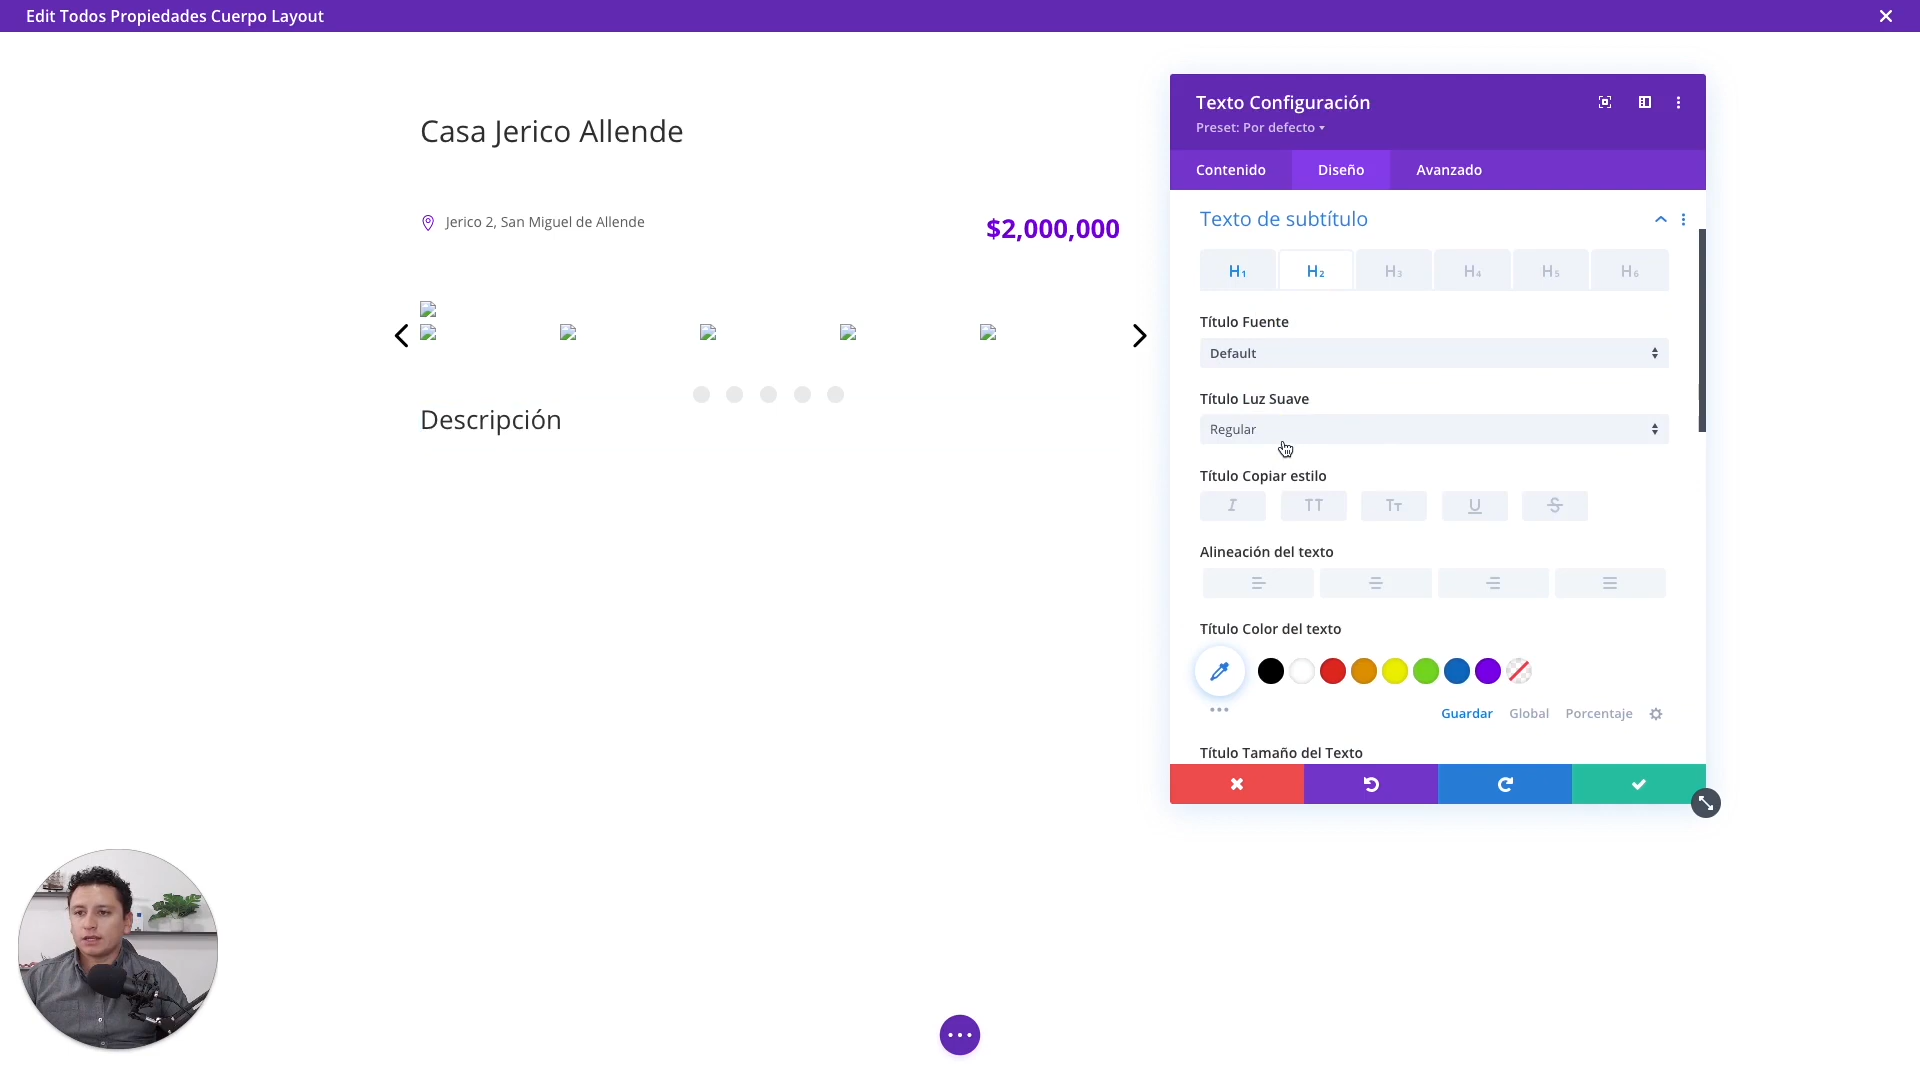 Edit Todos Propiedades Cuerpo Layout
Casa Jerico Allende
Jerico 2, San Miguel de Allende
$2,000,000
Descripción
Texto Configuración
Preset: Por defecto
Contenido Diseño Avanzado
Texto de subtítulo
H1 H2 H3 H4 H5 H6
Título Fuente
Default
Título Luz Suave
Regular
Título Copiar estilo
I TT Tт U S
Alineación del texto
Título Color del texto
Guardar Global Porcentaje
Título Tamaño del Texto